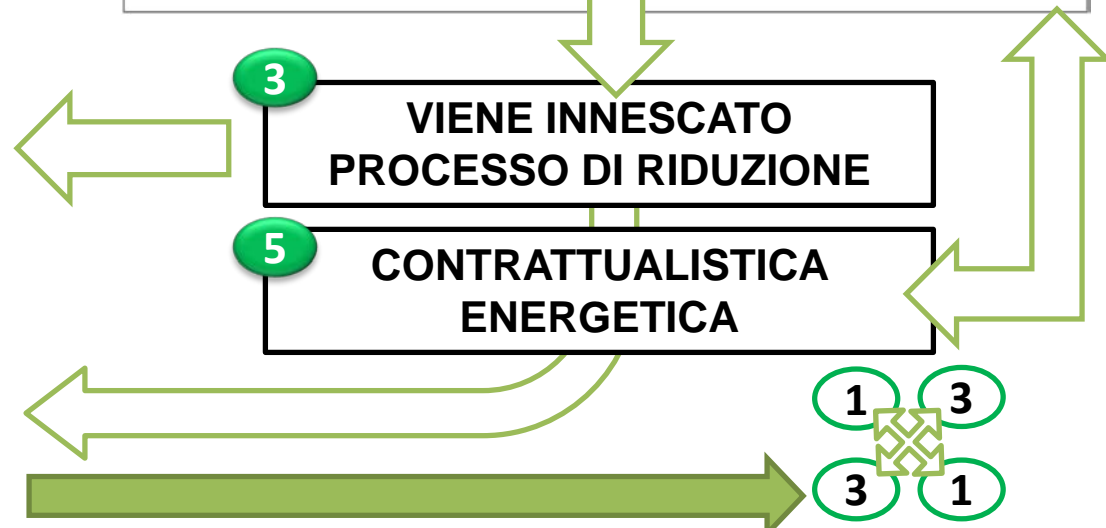 3
VIENE INNESCATO
PROCESSO DI RIDUZIONE
5
CONTRATTUALISTICA
ENERGETICA
1 3
3 1